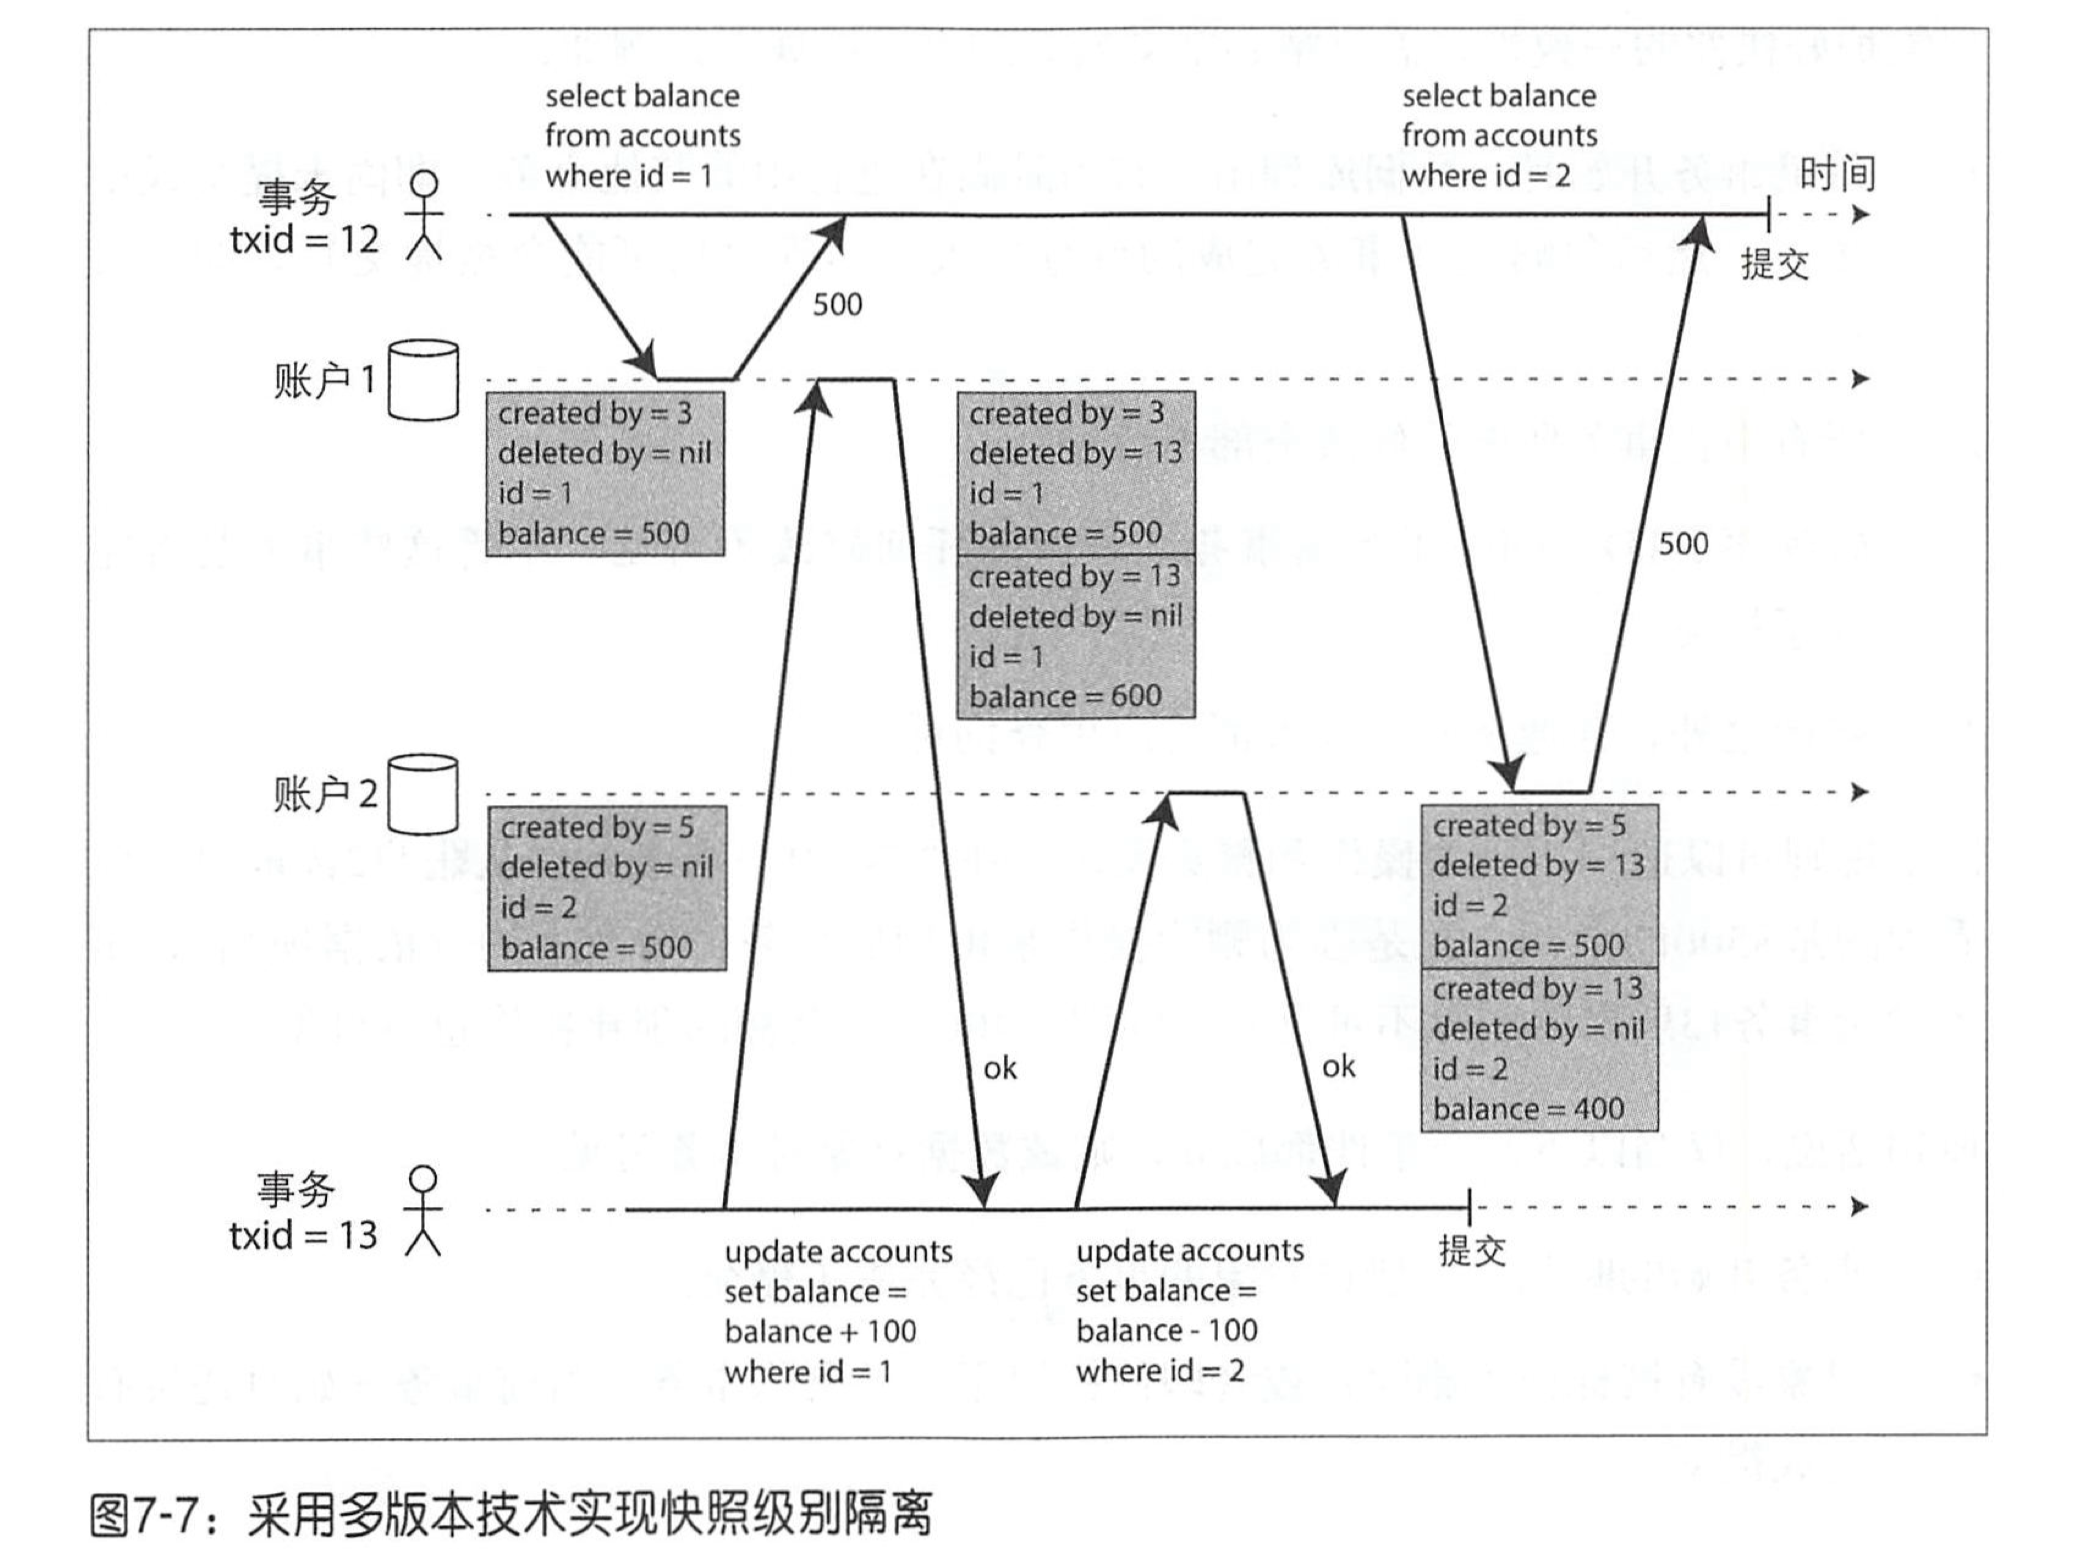 select balance
from accounts
where id = 1
select balance
from accounts
where id = 2
时间
事务
txid = 12
提交
500
账户1
created by = 3
deleted by = nil
id = 1
balance = 500
created by = 3
deleted by = 13
id = 1
balance = 500
created by = 13
deleted by = nil
id = 1
balance = 600
500
账户2
created by = 5
deleted by = nil
id = 2
balance = 500
created by = 5
deleted by = 13
id = 2
balance = 500
created by = 13
deleted by = nil
id = 2
balance = 400
ok
ok
事务
txid = 13
提交
update accounts
set balance =
balance + 100
where id = 1
update accounts
set balance =
balance - 100
where id = 2
图7-7：采用多版本技术实现快照级别隔离